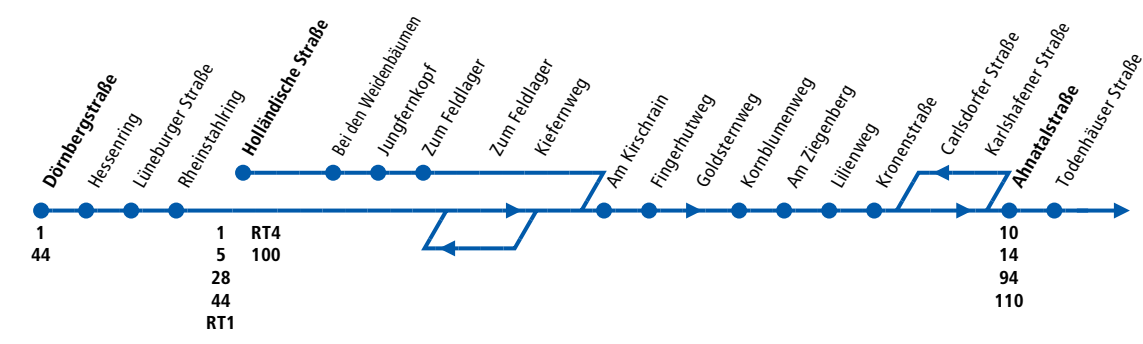 Dörnbergstraße
Hessenring
Lüneburger Straße
Rheinstahlring
Holländische Straße
Bei den Weidenbäumen
Jungfernkopf
Zum Feldlager
Zum Feldlager
Kiefernweg
Am Kirschrain
Fingerhutweg
Goldsternweg
Kornblumenweg
Am Ziegenberg
Lilienweg
Kronenstraße
Carlsdorfer Straße
Karlshafener Straße
Ahnatalstraße
Todenhäuser Straße
1
44
1
5
28
44
RT1
RT4
100
10
14
94
110